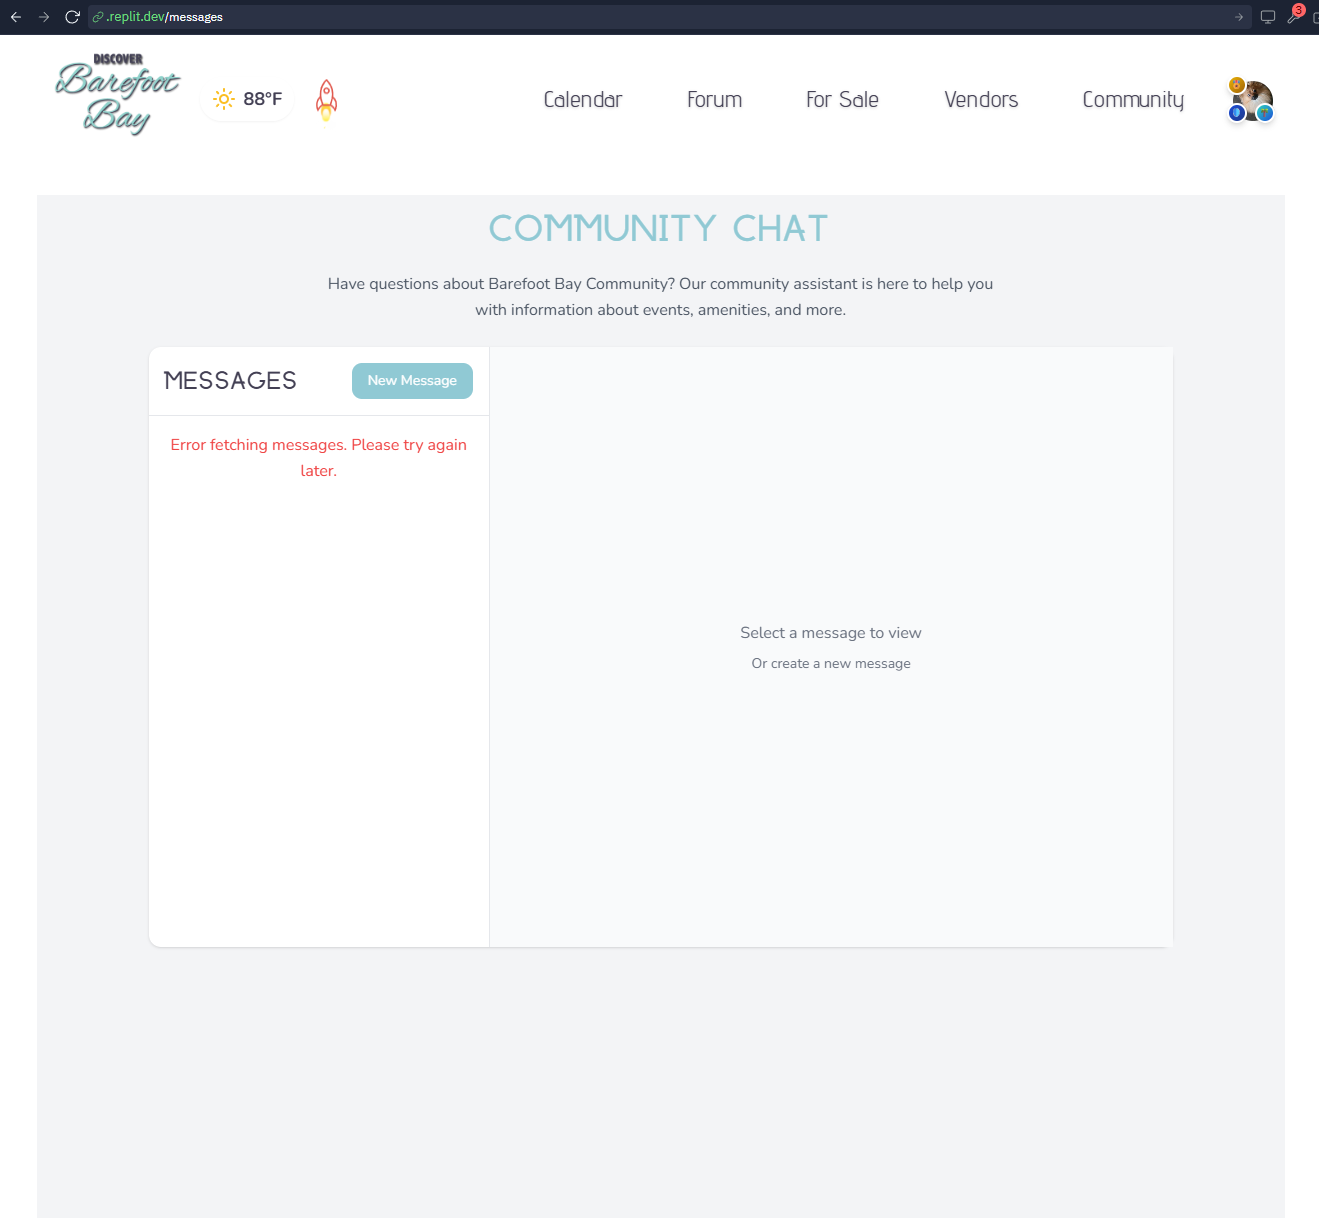 .replit.dev/messages
3
DISCOVER
Barefoot
Bay
88°F
Calendar
Forum
For Sale
Vendors
Community
COMMUNITY CHAT
Have questions about Barefoot Bay Community? Our community assistant is here to help you
with information about events, amenities, and more.
MESSAGES
New Message
Error fetching messages. Please try again
later.
Select a message to view
Or create a new message